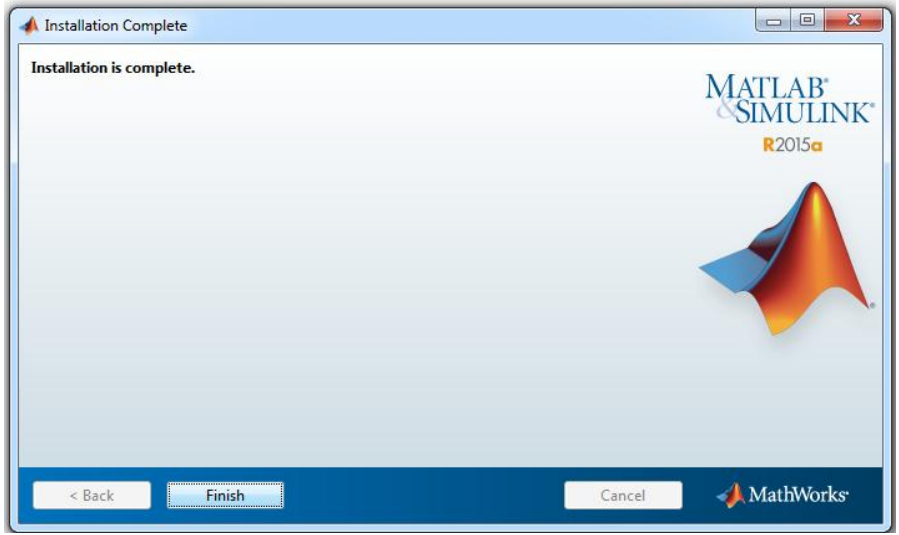 Installation Complete
Installation is complete.
MATLAB®
&SIMULINK®
R2015a
®
< Back
Finish
Cancel
MathWorks®